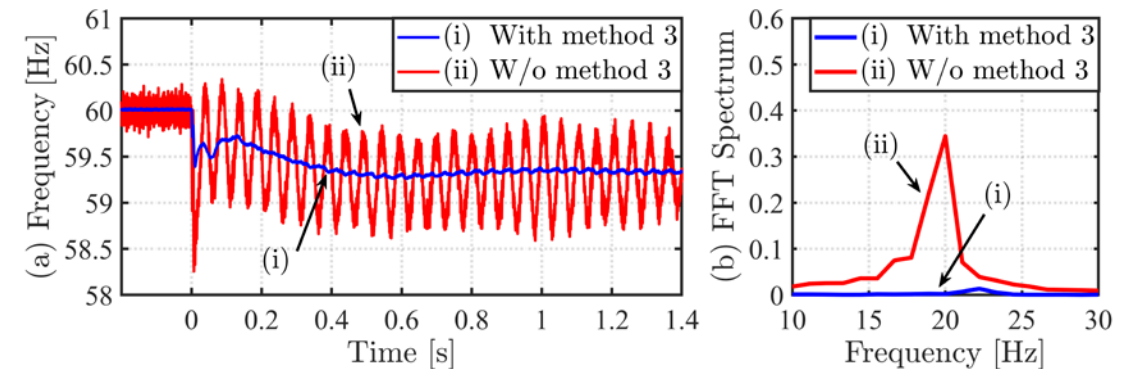 (a) Frequency [Hz]
61
60.5
60
59.5
59
58.5
58
(i) With method 3
(ii) W/o method 3
(ii)
(i)
0 0.2 0.4 0.6 0.8 1 1.2 1.4
Time [s]
(b) FFT Spectrum
0.6
0.5
0.4
0.3
0.2
0.1
0
(i) With method 3
(ii) W/o method 3
(ii)
(i)
10 15 20 25 30
Frequency [Hz]